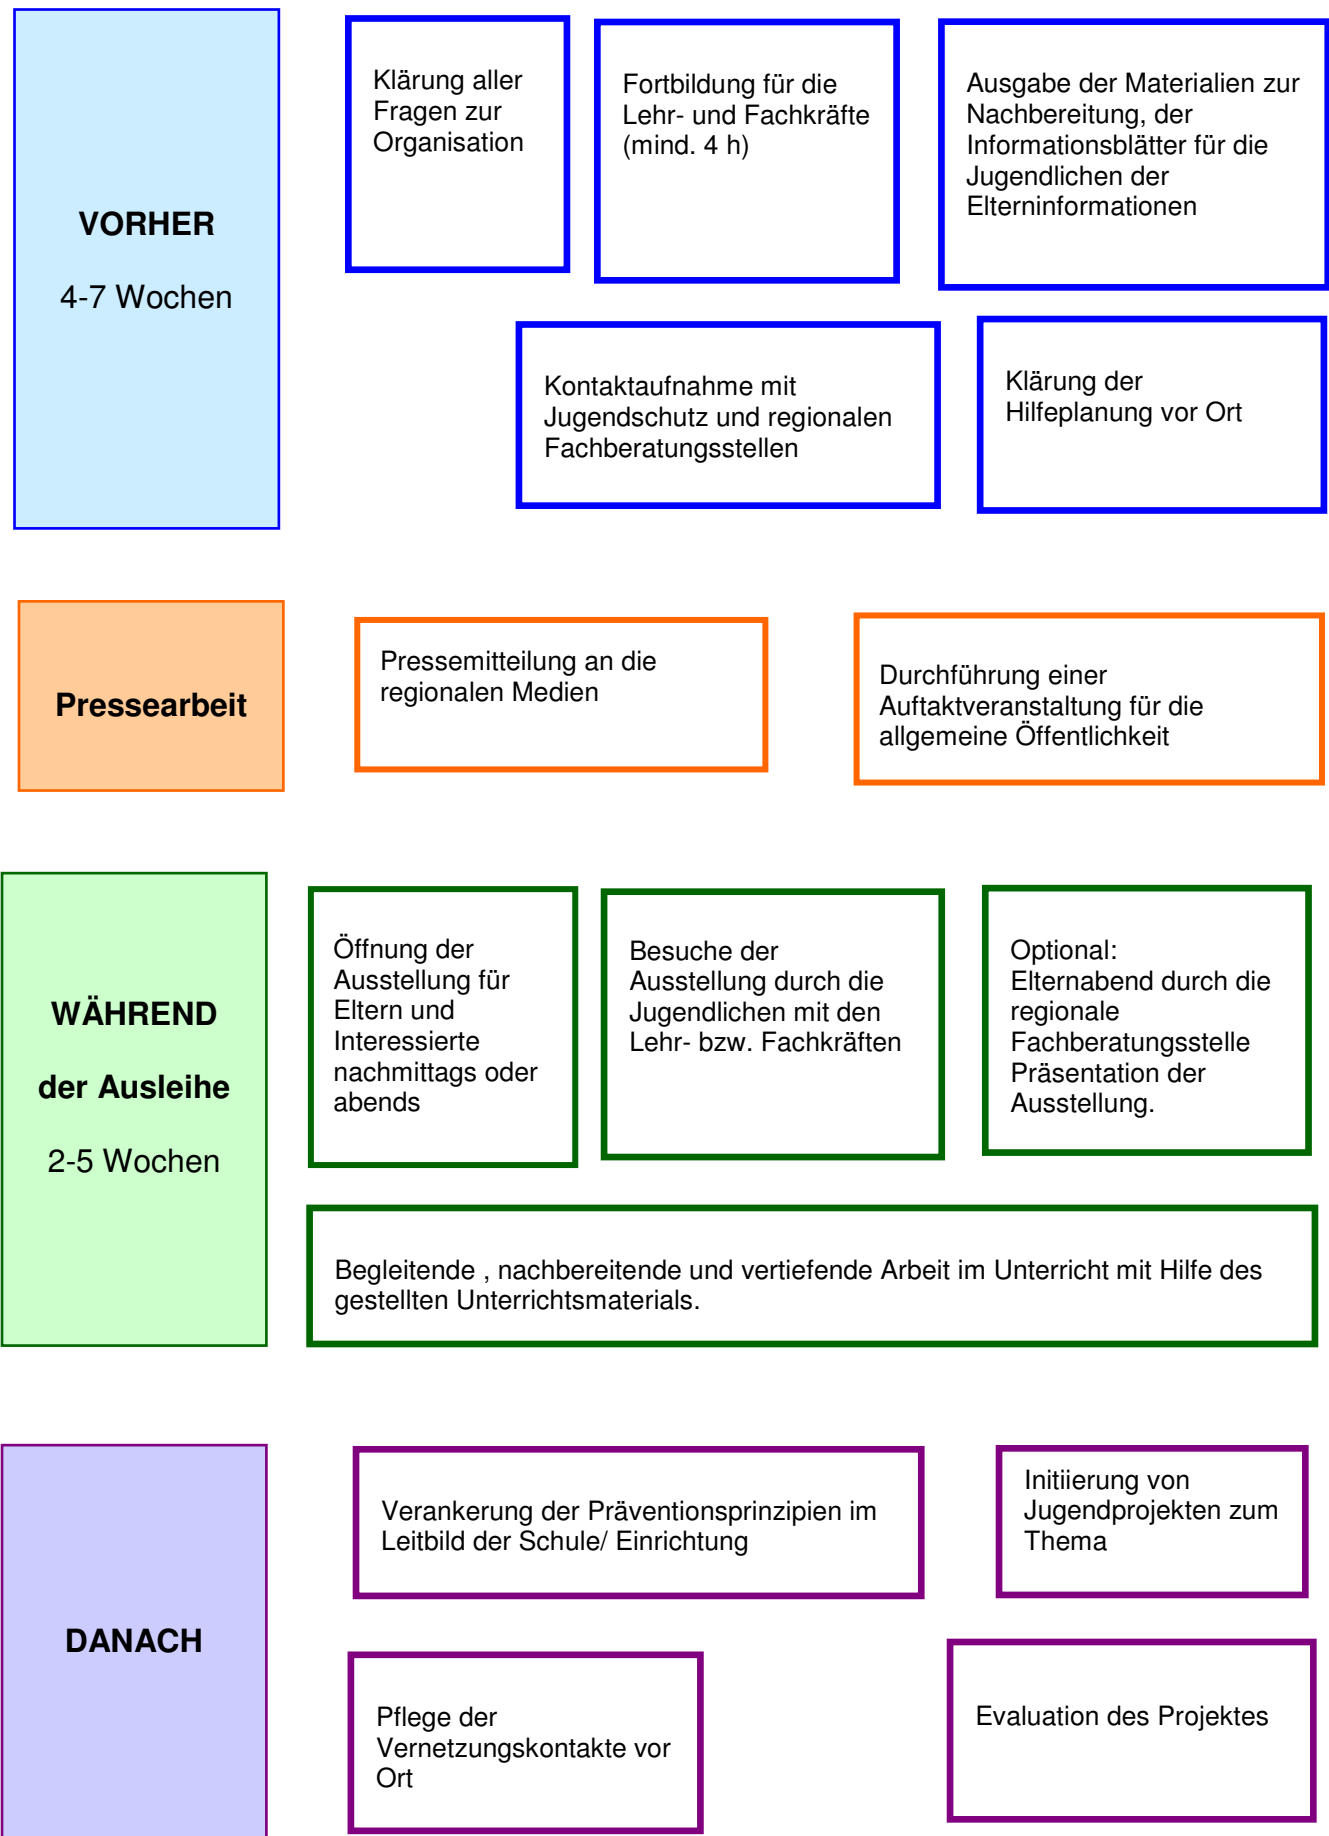 VORHER
4-7 Wochen
Klärung aller
Fragen zur
Organisation
Fortbildung für die
Lehr- und Fachkräfte
(mind. 4 h)
Ausgabe der Materialien zur
Nachbereitung, der
Informationsblätter für die
Jugendlichen der
Elterninformationen
Kontaktaufnahme mit
Jugendschutz und regionalen
Fachberatungsstellen
Klärung der
Hilfeplanung vor Ort
Pressearbeit
Pressemitteilung an die
regionalen Medien
Durchführung einer
Auftaktveranstaltung für die
allgemeine Öffentlichkeit
WÄHREND
der Ausleihe
2-5 Wochen
Öffnung der
Ausstellung für
Eltern und
Interessierte
nachmittags oder
abends
Besuche der
Ausstellung durch die
Jugendlichen mit den
Lehr- bzw. Fachkräften
Optional:
Elternabend durch die
regionale
Fachberatungsstelle
Präsentation der
Ausstellung.
Begleitende , nachbereitende und vertiefende Arbeit im Unterricht mit Hilfe des
gestellten Unterrichtsmaterials.
DANACH
Verankerung der Präventionsprinzipien im
Leitbild der Schule/ Einrichtung
Initiierung von
Jugendprojekten zum
Thema
Pflege der
Vernetzungskontakte vor
Ort
Evaluation des Projektes